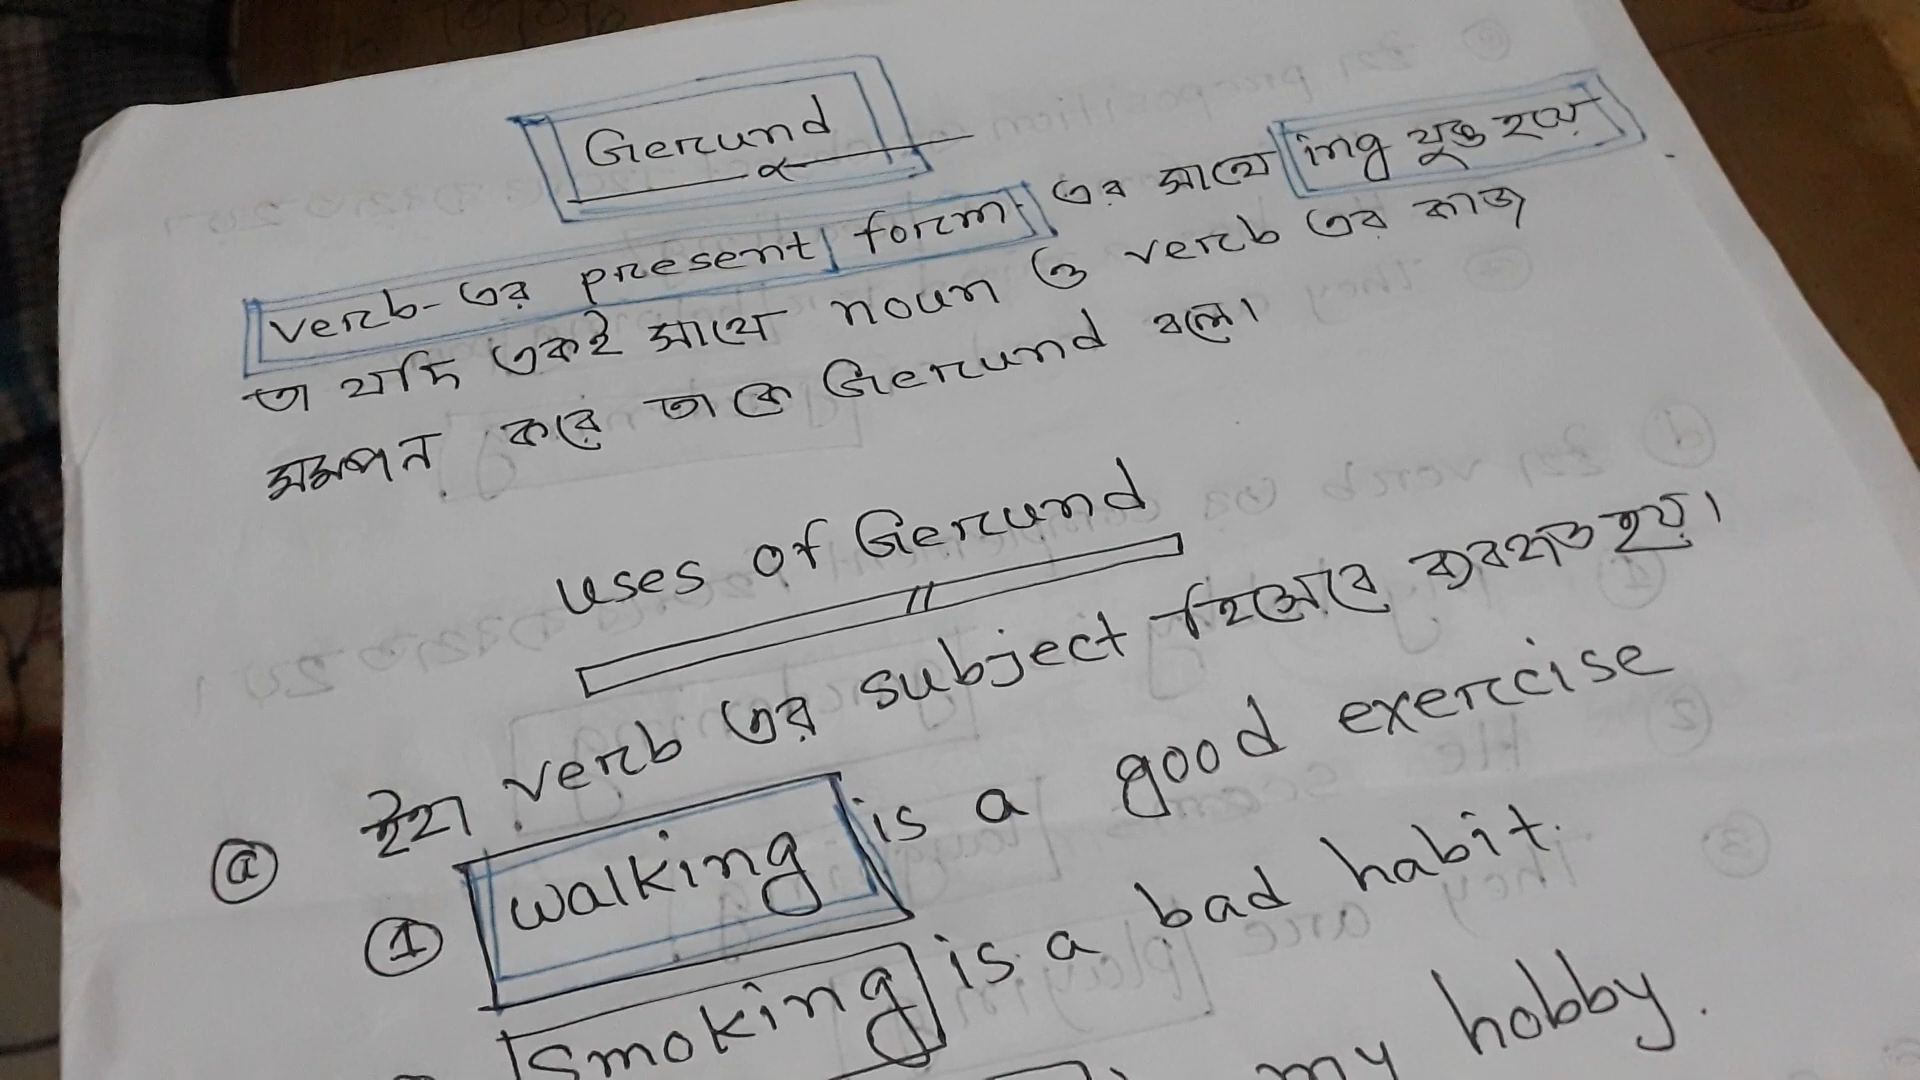 Gerund
verb-এর present form এর সাথে ing যুক্ত হয়ে
তা যদি একই সাথে noun ও verb এর কাজ
সম্পন্ন করে তা কে Gerund বলে।
uses of Gerund
ⓐ ইহা verb এর subject হিসেবে ব্যবহৃত হয়।
① walking is a good exercise
Smoking is a bad habit.
my hobby.